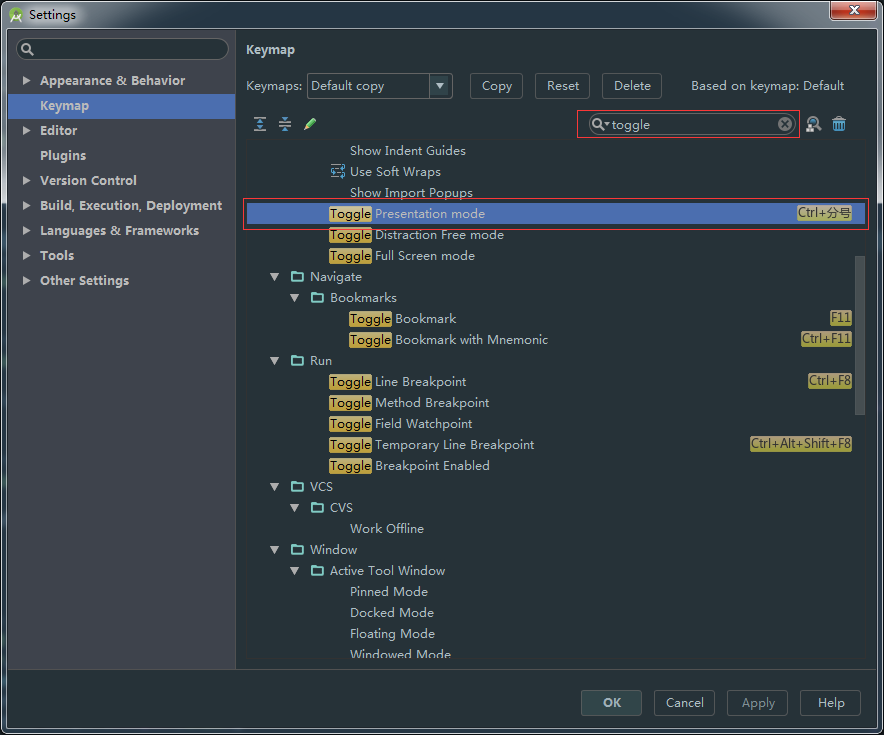 Settings
Keymap
Appearance & Behavior
Keymap
Editor
Plugins
Version Control
Build, Execution, Deployment
Languages & Frameworks
Tools
Other Settings
Keymaps: Default copy Copy Reset Delete Based on keymap: Default
toggle
Show Indent Guides
Use Soft Wraps
Show Import Popups
Toggle Presentation mode Ctrl+分号
Toggle Distraction Free mode
Toggle Full Screen mode
Navigate
Bookmarks
Toggle Bookmark F11
Toggle Bookmark with Mnemonic Ctrl+F11
Run
Toggle Line Breakpoint Ctrl+F8
Toggle Method Breakpoint
Toggle Field Watchpoint
Toggle Temporary Line Breakpoint Ctrl+Alt+Shift+F8
Toggle Breakpoint Enabled
VCS
CVS
Work Offline
Window
Active Tool Window
Pinned Mode
Docked Mode
Floating Mode
Windowed Mode
OK Cancel Apply Help